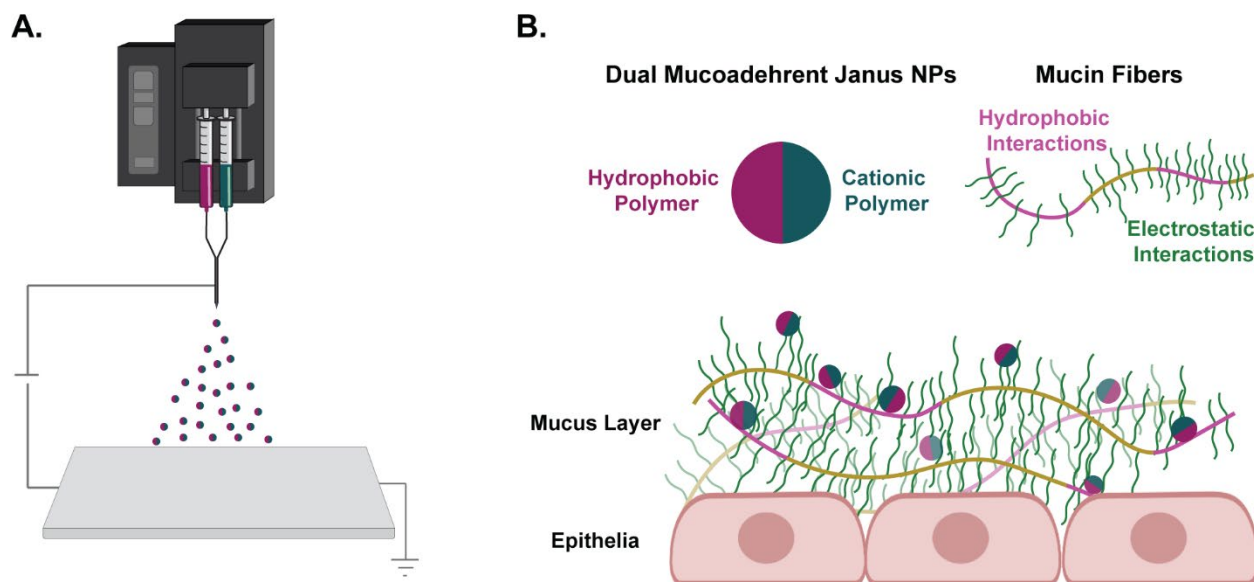 A.
B.
Dual Mucoadehrent Janus NPs
Mucin Fibers
Hydrophobic
Interactions
Hydrophobic
Polymer
Cationic
Polymer
Electrostatic
Interactions
Mucus Layer
Epithelia